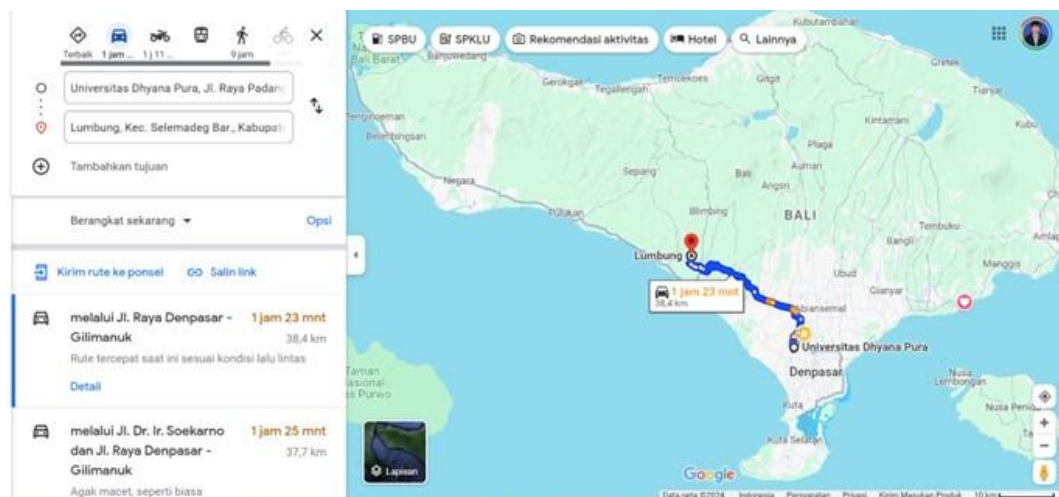 Terbaik 1 jam ... 1 j 11 ... 9 jam
Universitas Dhyana Pura, Jl. Raya Padang
Lumbung, Kec. Selemadeg Bar., Kabupat
Tambahkan tujuan
Berangkat sekarang
Opsi
Kirim rute ke ponsel
Salin link
melalui Jl. Raya Denpasar -
Gilimanuk
1 jam 23 mnt
38,4 km
Rute tercepat saat ini sesuai kondisi lalu lintas
Detail
melalui Jl. Dr. Ir. Soekarno
dan Jl. Raya Denpasar -
Gilimanuk
1 jam 25 mnt
37,7 km
Agak macet, seperti biasa
SPBU
SPKLU
Rekomendasi aktivitas
Hotel
Lainnya
Kubutambahan
Bali Barat
Banjuwedang
Gerokgak
Temoekoes
Gitgit
Gretek
Tegallengah
Tianyar
Penginoeman
Belimbingsari
Kintamani
Kubu
Plaga
Sepang
Bali
Auman
Angsri
Negara
Pulukan
Blimbing
BALI
Tembuku
Bangli
Amlap
Lumbung
Manggis
Ubud
1 jam 23 mnt
38,4 km
Gianyar
Abiansemal
Universitas Dhyana Pura
Denpasar
Taman
asional
as Purwo
Nusa
Lembongan
Kuta
Nusa Penida
Kuta Selatan
Lapisan
Google
Data peta ©2024 Indonesia Persyaratan Privasi Kirim Masukan Produk 10 km